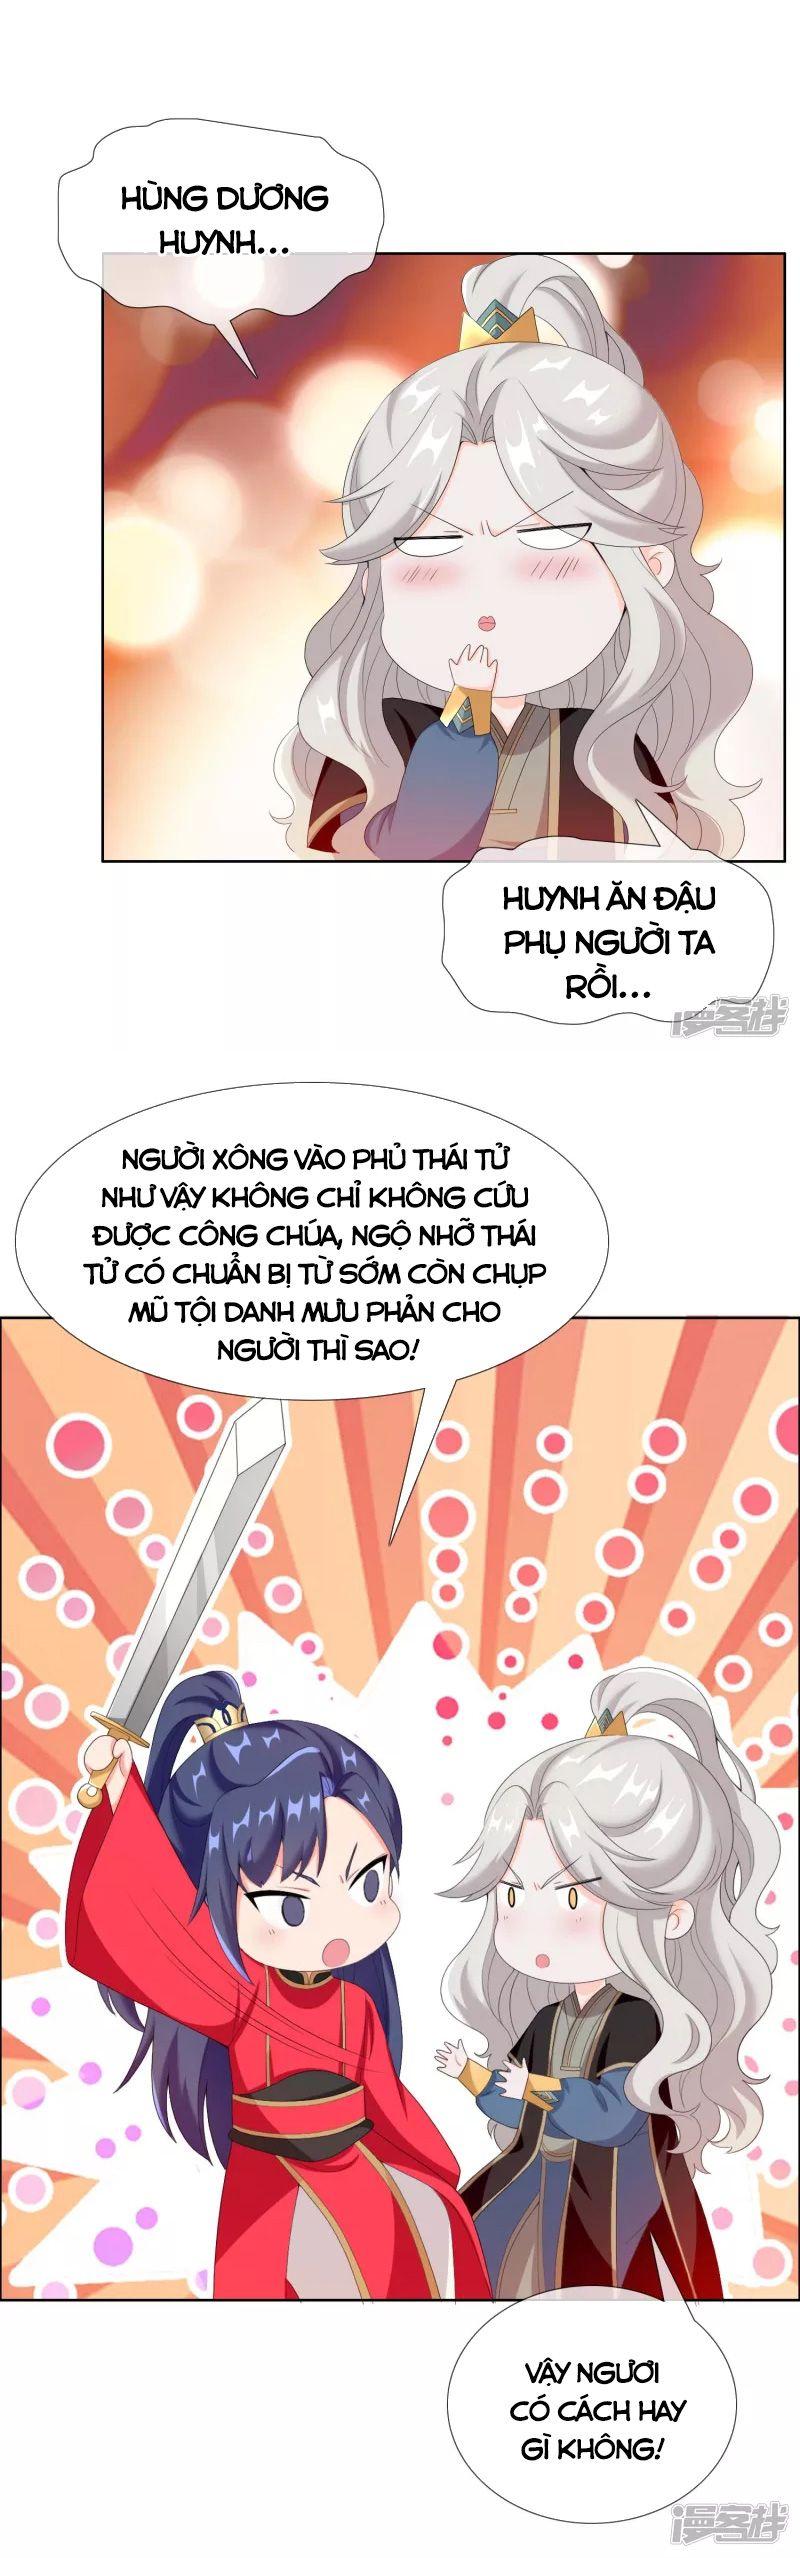 HÙNG DƯƠNG
HUYNH...
HUYNH ĂN ĐẬU
PHỤ NGƯỜI TA
RỒI...
漫客栈
NGƯỜI XÔNG VÀO PHỦ THÁI TỬ
NHƯ VẬY KHÔNG CHỈ KHÔNG CỨU
ĐƯỢC CÔNG CHÚA, NGỘ NHỠ THÁI
TỬ CÓ CHUẨN BỊ TỪ SỚM CÒN CHỤP
MŨ TỘI DANH MƯU PHẢN CHO
NGƯỜI THÌ SAO!
VẬY NGƯƠI
CÓ CÁCH HAY
GÌ KHÔNG!
漫客栈